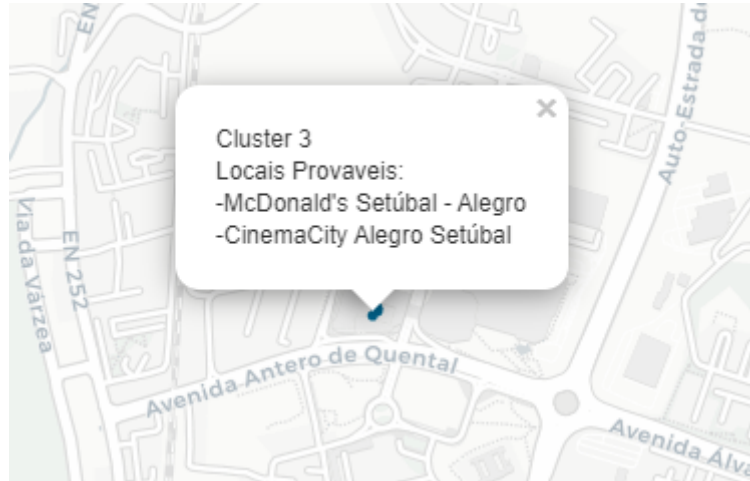 EN
Auto-Estrada d
×
Cluster 3
Locais Provaveis:
-McDonald's Setúbal - Alegro
-CinemaCity Alegro Setúbal
Via da Várzea
EN 252
Avenida Antero de Quental
Avenida Álva